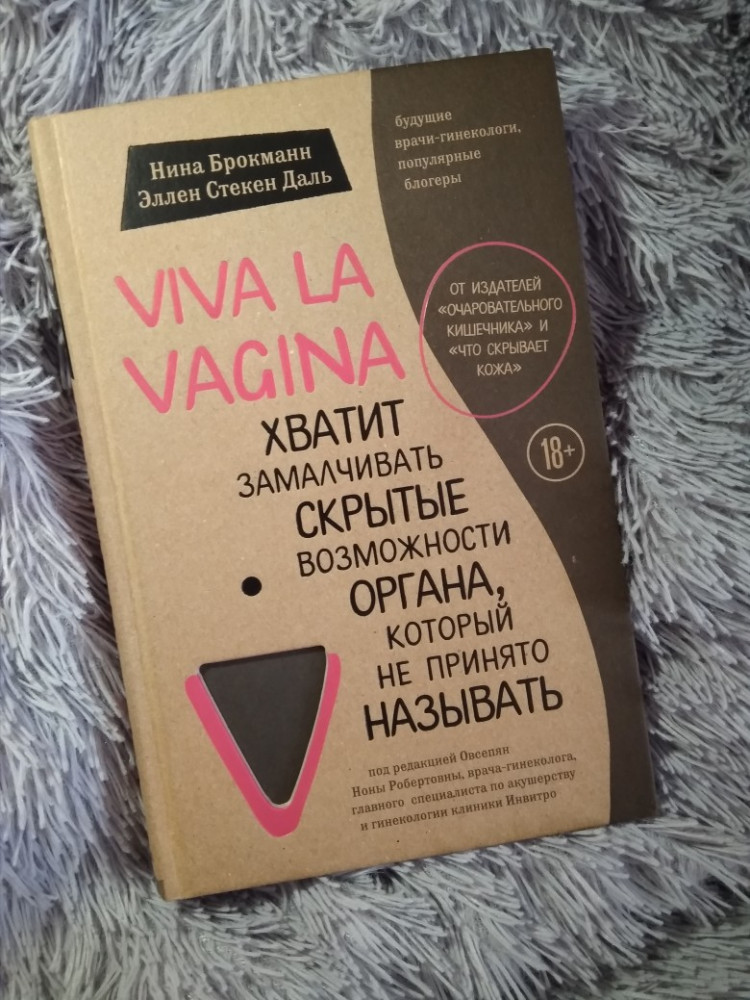 Нина Брокманн
Эллен Стекен Даль
будущие
врачи-гинекологи,
популярные
блогеры
VIVA LA
VAGINA
ОТ ИЗДАТЕЛЕЙ
«ОЧАРОВАТЕЛЬНОГО
КИШЕЧНИКА» И
«ЧТО СКРЫВАЕТ
КОЖА»
18+
ХВАТИТ
ЗАМАЛЧИВАТЬ
СКРЫТЫЕ
ВОЗМОЖНОСТИ
ОРГАНА,
КОТОРЫЙ
НЕ ПРИНЯТО
НАЗЫВАТЬ
под редакцией Овсепян
Ноны Робертовны, врача-гинеколога,
главного специалиста по акушерству
и гинекологии клиники Инвитро